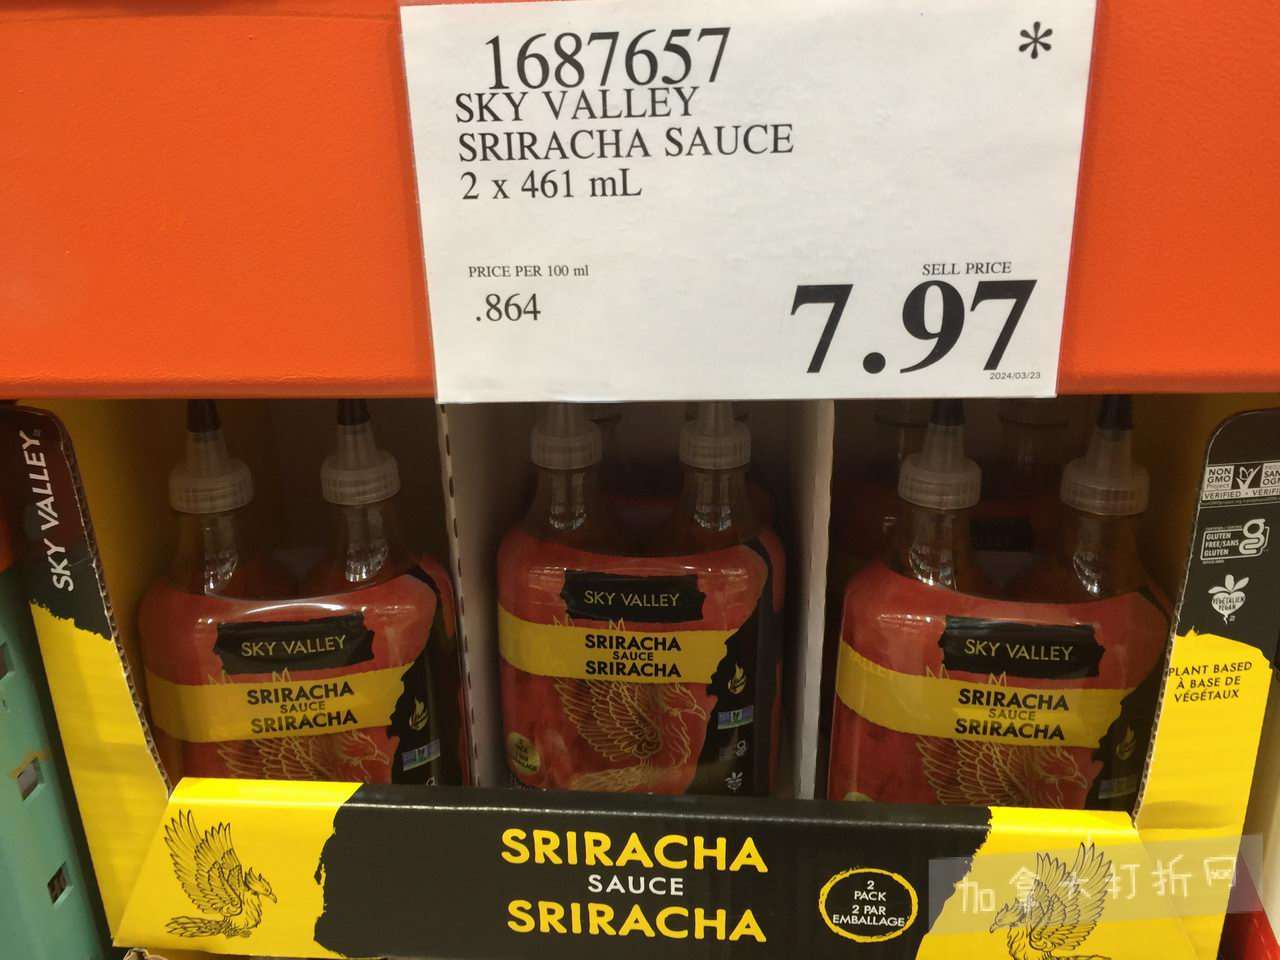 1687657
*
SKY VALLEY
SRIRACHA SAUCE
2 x 461 mL
PRICE PER 100 ml
.864
SELL PRICE
7.97
2024/03/23
SKY VALLEY
SKY VALLEY
SRIRACHA
SAUCE
SRIRACHA
SKY VALLEY
SRIRACHA
SAUCE
SRIRACHA
SKY VALLEY
SRIRACHA
SAUCE
SRIRACHA
NON
GMO
Project
VERIFIED
GLUTEN
FREE/SANS
GLUTEN
VÉGÉTALIEN
VEGAN
PLANT BASED
À BASE DE
VÉGÉTAUX
SRIRACHA
SAUCE
SRIRACHA
2
PACK
2 PAR
EMBALLAGE
加拿大打折网